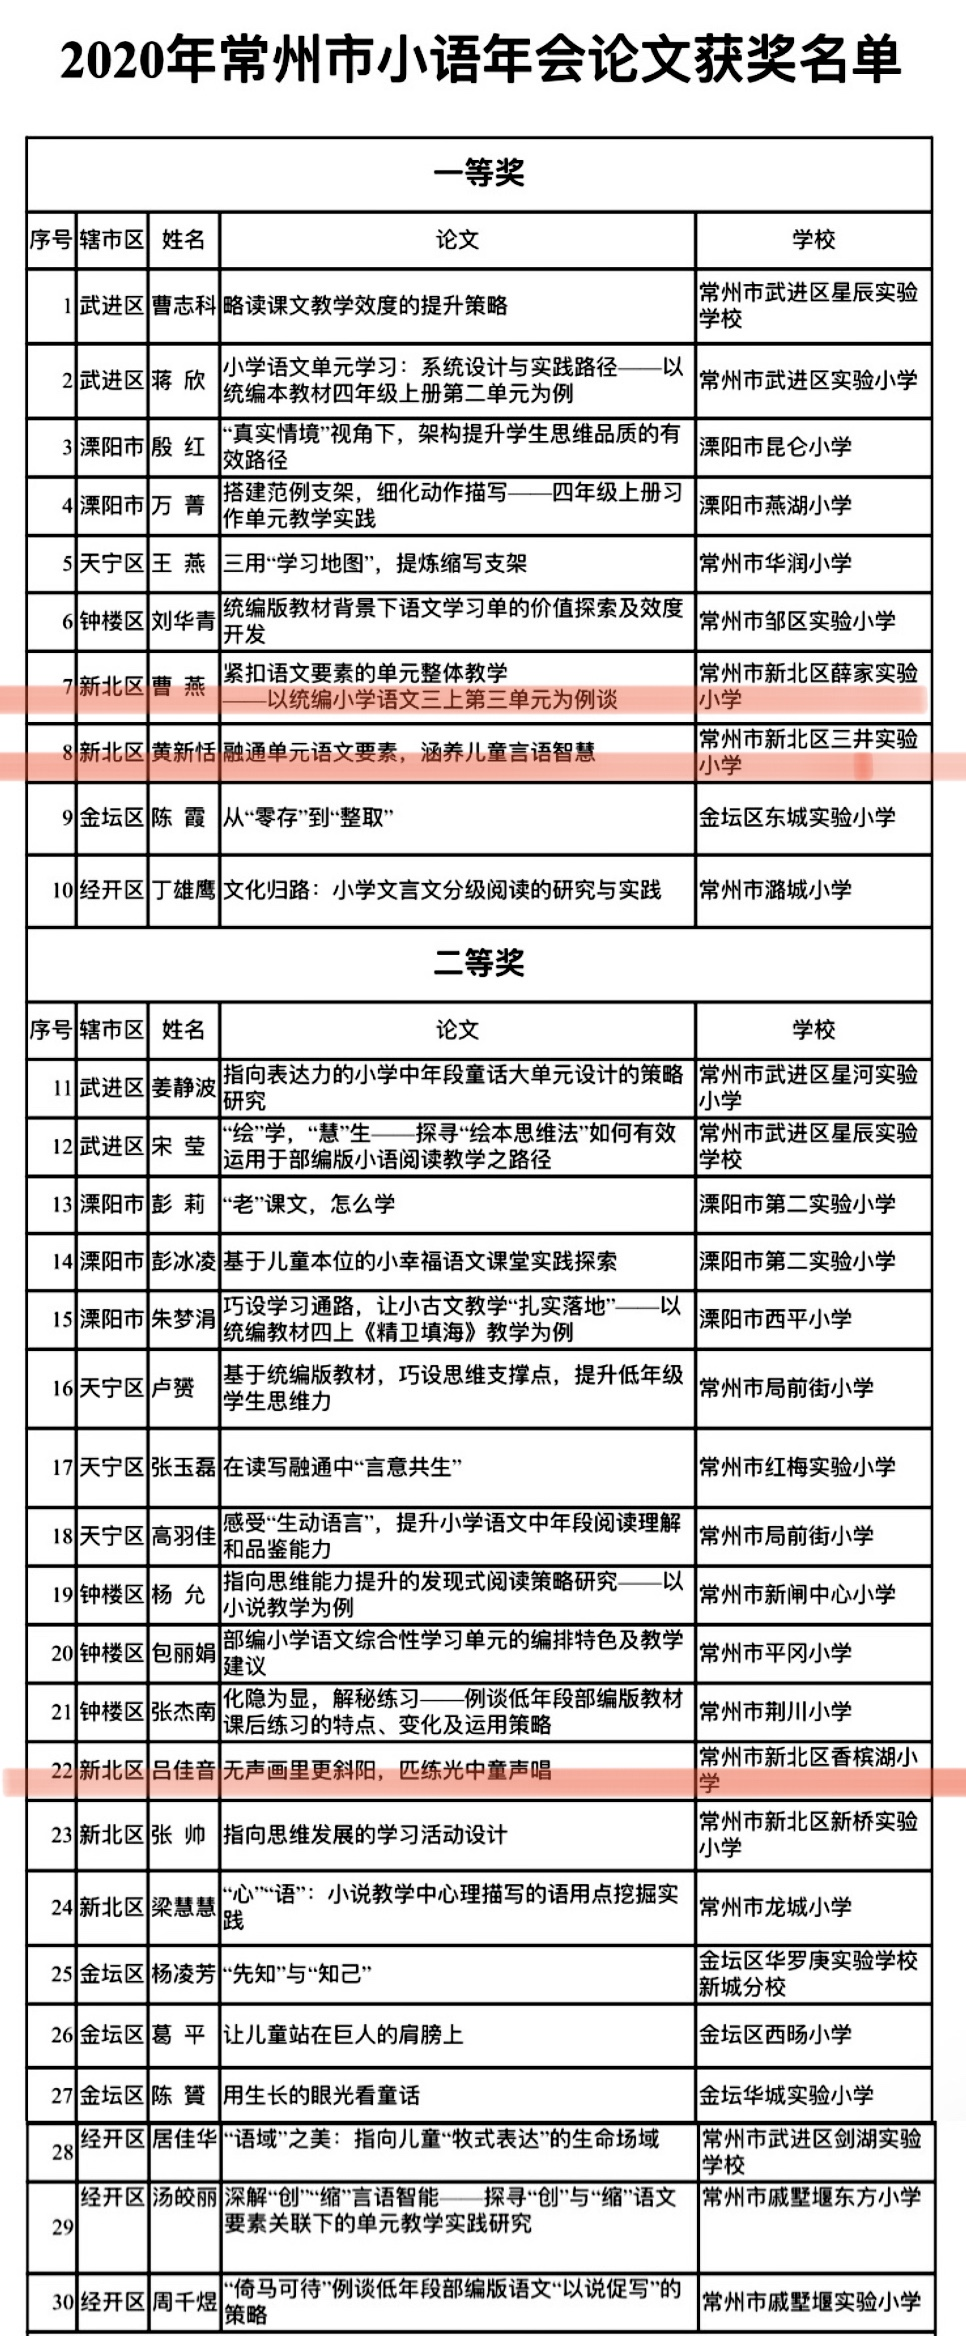 2020年常州市小语年会论文获奖名单
一等奖
序号 辖市区 姓名 论文 学校
1 武进区 曹志科 略读课文教学效度的提升策略 常州市武进区星辰实验
学校
2 武进区 蒋 欣 小学语文单元学习：系统设计与实践路径——以
统编本教材四年级上册第二单元为例 常州市武进区实验小学
3 溧阳市 殷 红 “真实情境”视角下，架构提升学生思维品质的有
效路径 溧阳市昆仑小学
4 溧阳市 万 菁 搭建范例支架，细化动作描写——四年级上册习
作单元教学实践 溧阳市燕湖小学
5 天宁区 王 燕 三用“学习地图”，提炼缩写支架 常州市华润小学
6 钟楼区 刘华青 统编版教材背景下语文学习单的价值探索及效度
开发 常州市邹区实验小学
7 新北区 曹 燕 紧扣语文要素的单元整体教学 常州市新北区薛家实验
——以统编小学语文三上第三单元为例谈 小学
8 新北区 黄新恬 融通单元语文要素，涵养儿童言语智慧 常州市新北区三井实验
小学
9 金坛区 陈 霞 从“零存”到“整取” 金坛区东城实验小学
10 经开区 丁雄鹰 文化归路：小学文言文分级阅读的研究与实践 常州市潞城小学
二等奖
序号 辖市区 姓名 论文 学校
11 武进区 姜静波 指向表达力的小学中年段童话大单元设计的策略 常州市武进区星河实验
研究 小学
12 武进区 宋 莹 “绘”学，“慧”生——探寻“绘本思维法”如何有效 常州市武进区星辰实验
运用于部编版小语阅读教学之路径 学校
13 溧阳市 彭 莉 “老”课文，怎么学 溧阳市第二实验小学
14 溧阳市 彭冰凌 基于儿童本位的小幸福语文课堂实践探索 溧阳市第二实验小学
15 溧阳市 朱梦涓 巧设学习通路，让小古文教学“扎实落地”——以
统编教材四上《精卫填海》教学为例 溧阳市西平小学
16 天宁区 卢赟 基于统编版教材，巧设思维支撑点，提升低年级
学生思维力 常州市局前街小学
17 天宁区 张玉磊 在读写融通中“言意共生” 常州市红梅实验小学
18 天宁区 高羽佳 感受“生动语言”，提升小学语文中年段阅读理解
和品鉴能力 常州市局前街小学
19 钟楼区 杨 允 指向思维能力提升的发现式阅读策略研究——以
小说教学为例 常州市新闸中心小学
20 钟楼区 包丽娟 部编小学语文综合性学习单元的编排特色及教学
建议 常州市平冈小学
21 钟楼区 张杰南 化隐为显，解秘练习——例谈低年段部编版教材
课后练习的特点、变化及运用策略 常州市荆川小学
22 新北区 吕佳音 无声画里更斜阳，匹练光中童声唱 常州市新北区香槟湖小
学
23 新北区 张 帅 指向思维发展的学习活动设计 常州市新北区新桥实验
小学
24 新北区 梁慧慧 “心”“语”：小说教学中心理描写的语用点挖掘实
践 常州市龙城小学
25 金坛区 杨凌芳 “先知”与“知己” 金坛区华罗庚实验学校
新城分校
26 金坛区 葛 平 让儿童站在巨人的肩膀上 金坛区西旸小学
27 金坛区 陈 用生长的眼光看童话 金坛华城实验小学
28 经开区 居佳华 “语域”之美：指向儿童“牧式表达”的生命场域 常州市武进区剑湖实验
学校
29 经开区 汤皎丽 深解“创”“缩”言语智能——探寻“创”与“缩”语文 常州市戚墅堰东方小学
要素关联下的单元教学实践研究
30 经开区 周千煜 “倚马可待”例谈低年段部编版语文“以说促写”的
策略 常州市戚墅堰实验小学